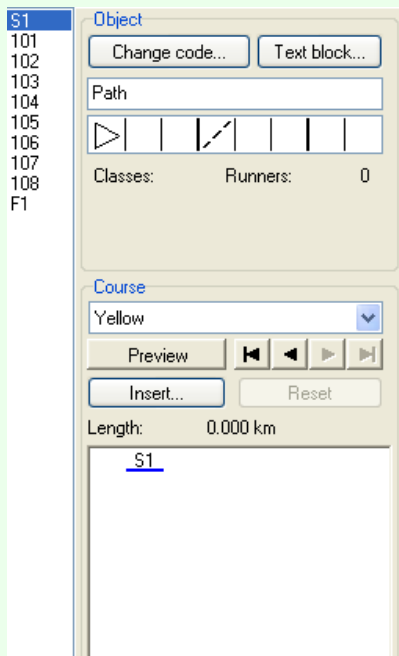 S1
101
102
103
104
105
106
107
108
F1
Object
Change code... Text block...
Path
Classes: Runners: 0
Course
Yellow
Preview
Insert... Reset
Length: 0.000 km
S1